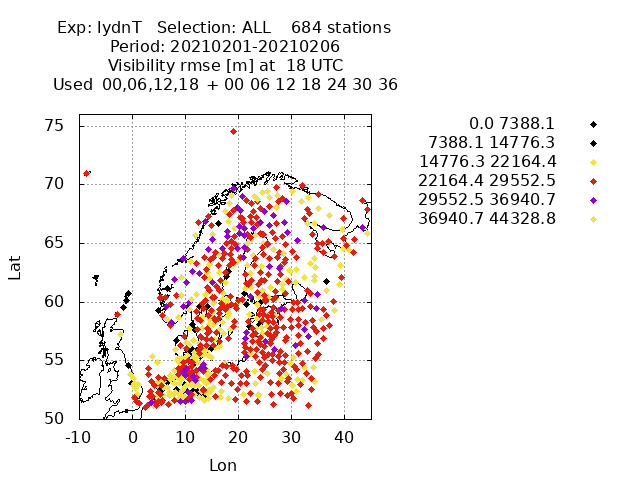 Exp: IydnT   Selection: ALL    684 stations
Period: 20210201-20210206
Visibility rmse [m] at  18 UTC
Used  00,06,12,18  + 00 06 12 18 24 30 36
0.0 7388.1
7388.1 14776.3
14776.3 22164.4
22164.4 29552.5
29552.5 36940.7
36940.7 44328.8
75
70
65
60
55
50
Lat
-10 0 10 20 30 40
Lon